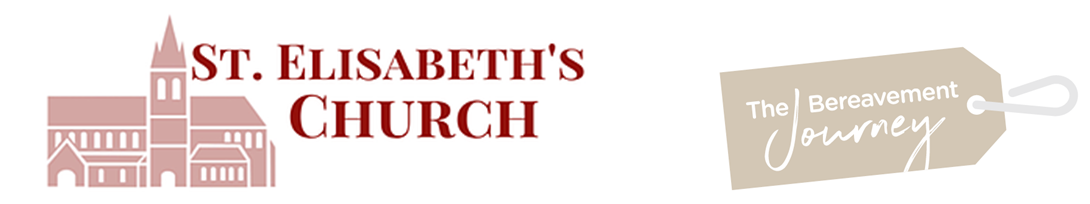 St. Elisabeth's
Church
The Bereavement
Journey